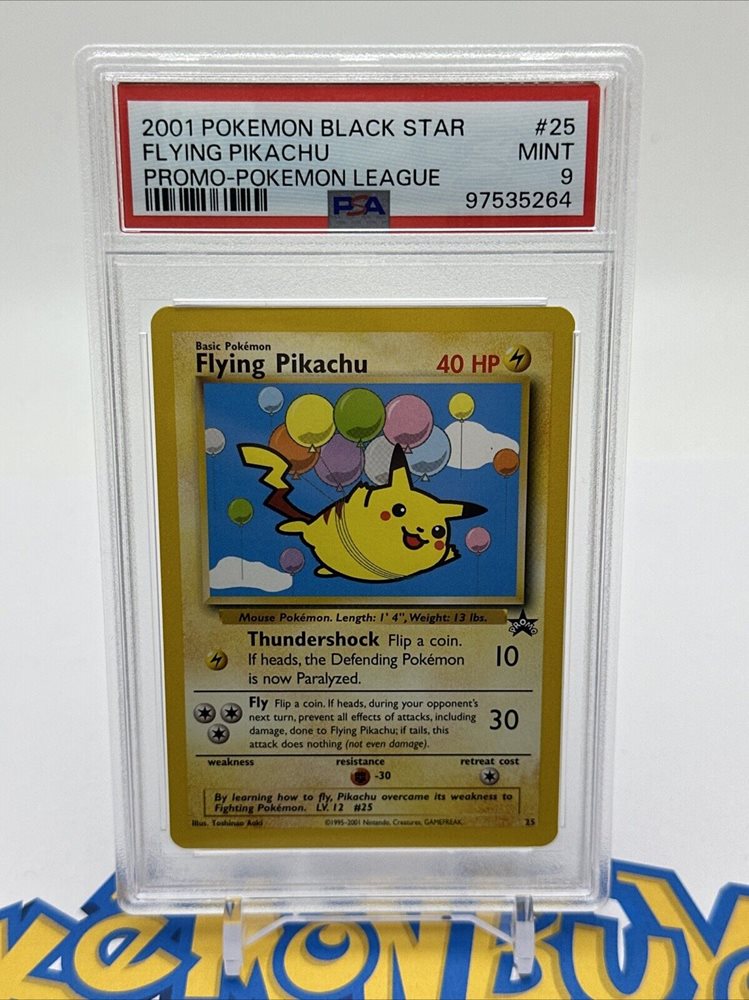 2001 POKEMON BLACK STAR #25
FLYING PIKACHU MINT
PROMO-POKEMON LEAGUE 9
PSA 97535264
Basic Pokémon
Flying Pikachu 40 HP
Mouse Pokémon. Length: 1' 4", Weight: 13 lbs.
PROMO
Thundershock Flip a coin.
If heads, the Defending Pokémon 10
is now Paralyzed.
Fly Flip a coin. If heads, during your opponent's
next turn, prevent all effects of attacks, including
damage, done to Flying Pikachu; if tails, this 30
attack does nothing (not even damage).
weakness resistance retreat cost
-30
By learning how to fly, Pikachu overcame its weakness to
Fighting Pokémon. LV. 12 #25
Illus. Toshinao Aoki ©1995-2001 Nintendo, Creatures, GAMEFREAK. 25
POKEMON BUY